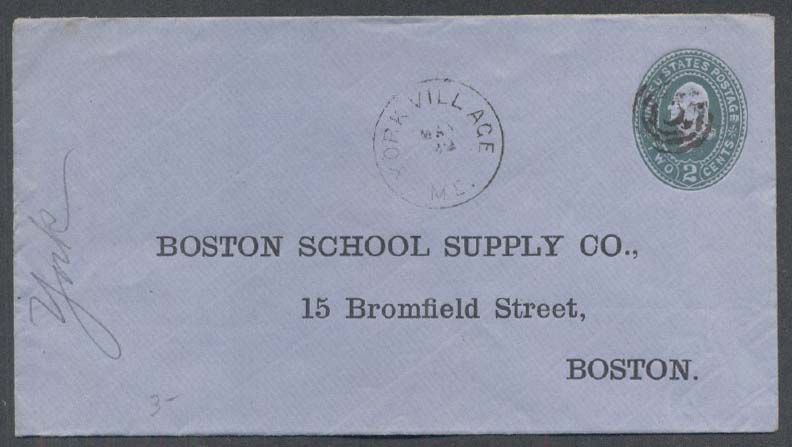 YORK VILLAGE
ME.
UNITED STATES POSTAGE
TWO 2 CENTS
BOSTON SCHOOL SUPPLY CO.,
15 Bromfield Street,
BOSTON.
York
3-